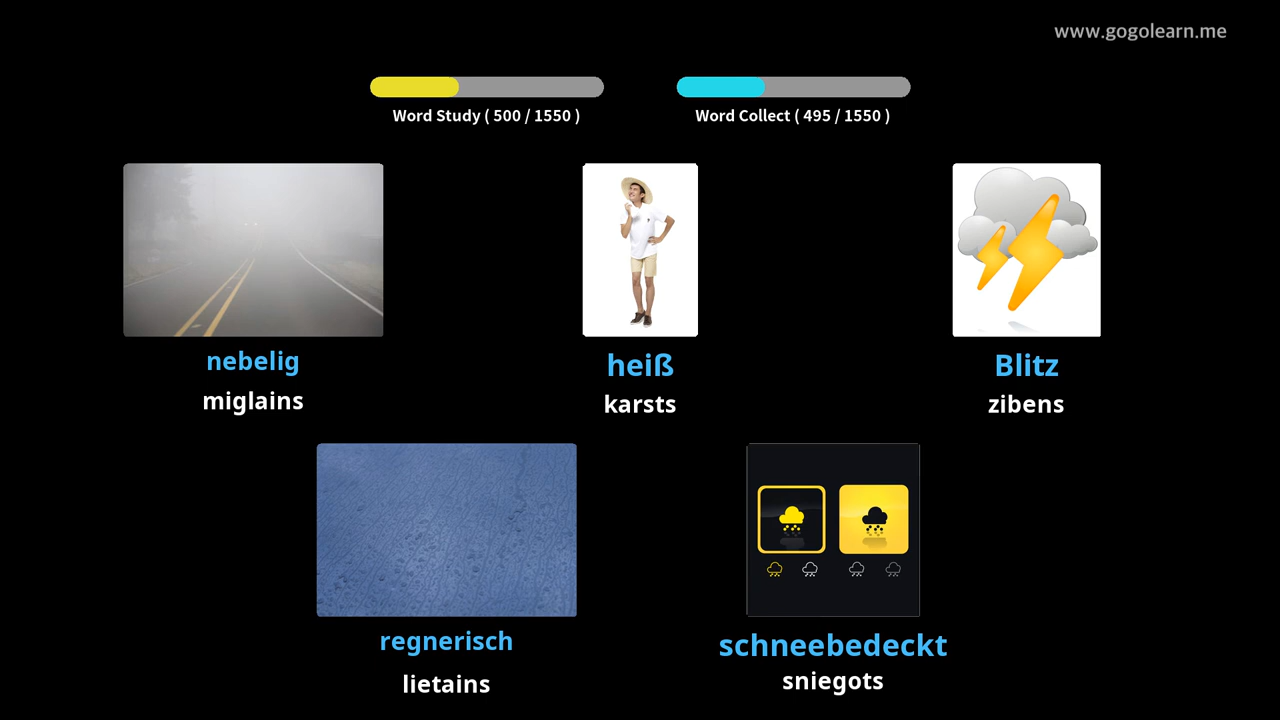 www.gogolearn.me
Word Study ( 500 / 1550 )
Word Collect ( 495 / 1550 )
nebelig
miglains
heiß
karsts
Blitz
zibens
regnerisch
lietains
schneebedeckt
sniegots